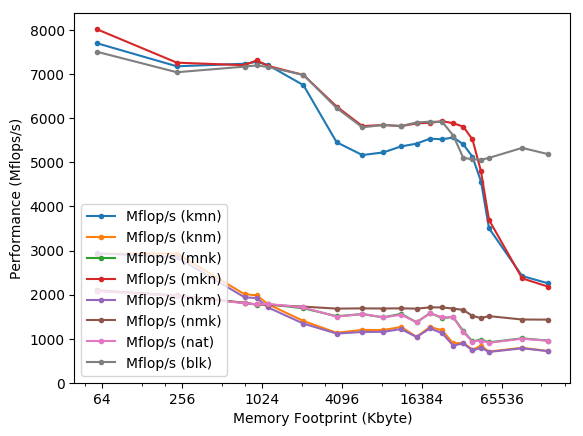 8000
7000
6000
5000
4000
3000
2000
1000
0
Performance (Mflops/s)
Mflop/s (kmn)
Mflop/s (knm)
Mflop/s (mnk)
Mflop/s (mkn)
Mflop/s (nkm)
Mflop/s (nmk)
Mflop/s (nat)
Mflop/s (blk)
64 256 1024 4096 16384 65536
Memory Footprint (Kbyte)